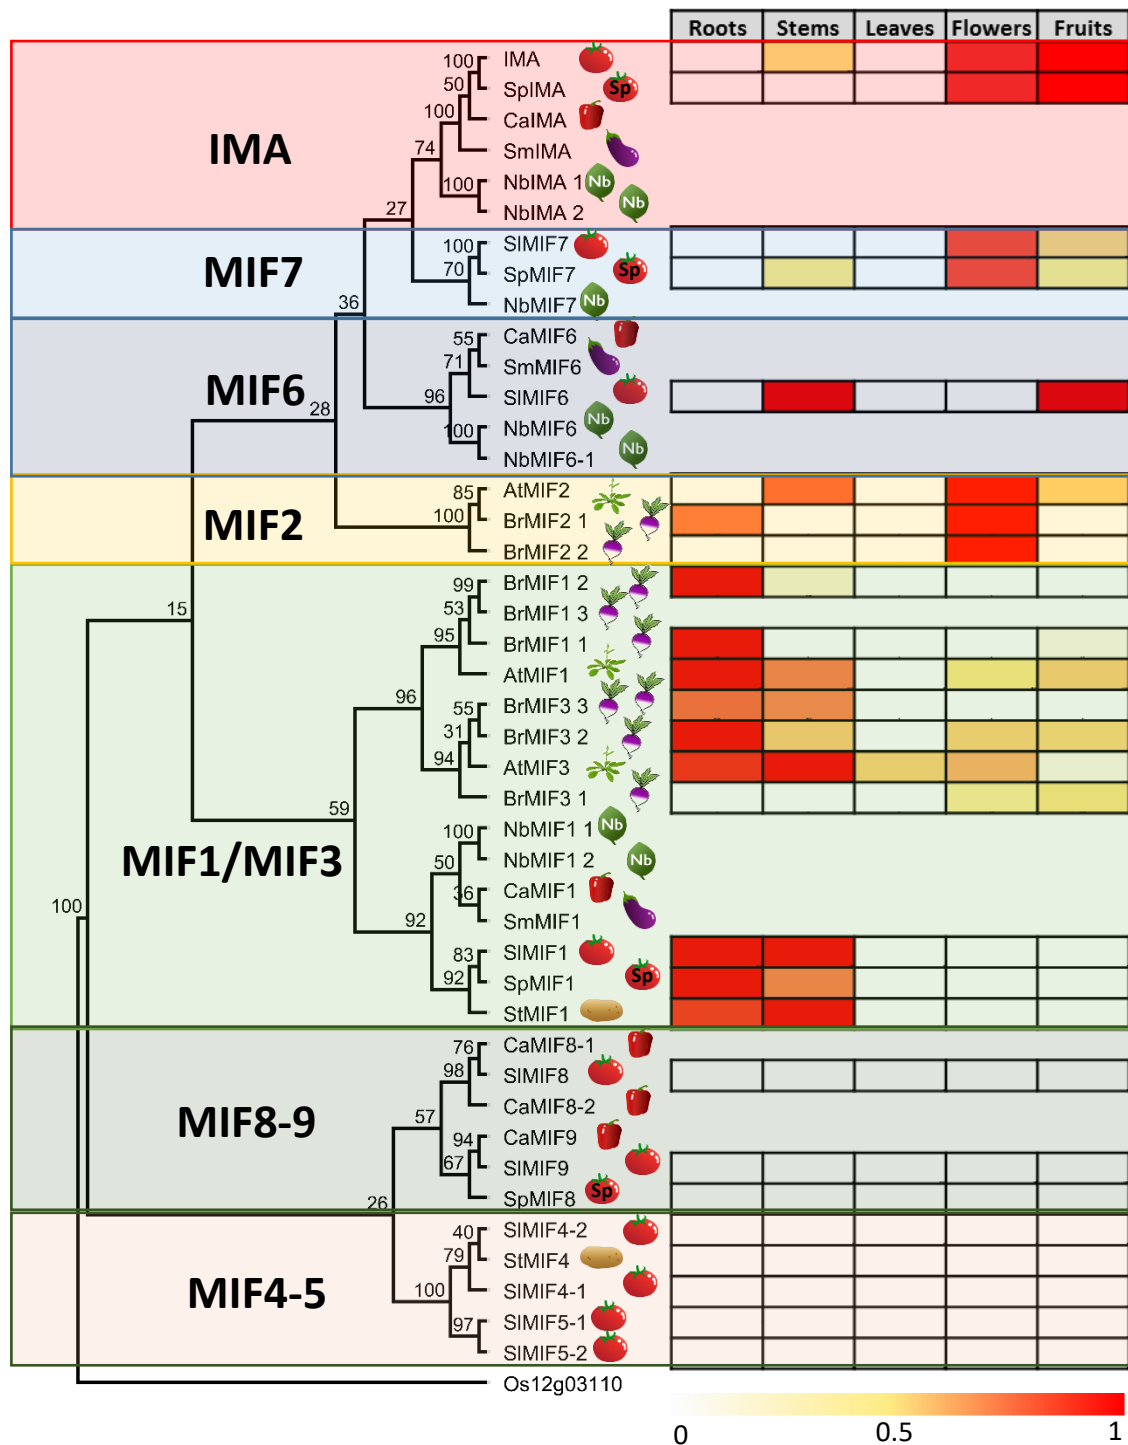 Roots Stems Leaves Flowers Fruits
100 IMA
50 SpIMA Sp
100 CaIMA
IMA
74 SmIMA
100 NbIMA 1 Nb
27 NbIMA 2 Nb
100 SlMIF7
MIF7
70 SpMIF7 Sp
36 NbMIF7 Nb
55 CaMIF6
71 SmMIF6
MIF6
96 SlMIF6
28 NbMIF6 Nb
100 NbMIF6-1 Nb
85 AtMIF2
MIF2
100 BrMIF2 1
BrMIF2 2
99 BrMIF1 2
15 53 BrMIF1 3
95 BrMIF1 1
AtMIF1
96 55 BrMIF3 3
31 BrMIF3 2
94 AtMIF3
59 BrMIF3 1
100 NbMIF1 1 Nb
MIF1/MIF3
50 NbMIF1 2 Nb
36 CaMIF1
100 92 SmMIF1
83 SlMIF1
92 SpMIF1 Sp
StMIF1
76 CaMIF8-1
98 SlMIF8
57 CaMIF8-2
MIF8-9
94 CaMIF9
67 SlMIF9
26 SpMIF8 Sp
40 SlMIF4-2
79 StMIF4
MIF4-5
100 SlMIF4-1
97 SlMIF5-1
SlMIF5-2
Os12g03110
0 0.5 1